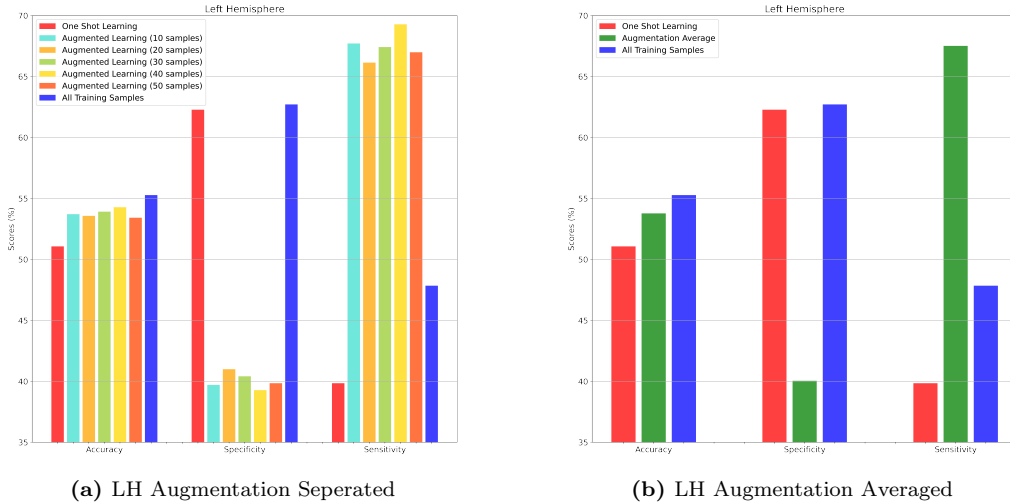 Left Hemisphere
One Shot Learning
Augmented Learning (10 samples)
Augmented Learning (20 samples)
Augmented Learning (30 samples)
Augmented Learning (40 samples)
Augmented Learning (50 samples)
All Training Samples
Scores (%)
70
65
60
55
50
45
40
35
Accuracy
Specificity
Sensitivity
(a) LH Augmentation Seperated
Left Hemisphere
One Shot Learning
Augmentation Average
All Training Samples
Scores (%)
70
65
60
55
50
45
40
35
Accuracy
Specificity
Sensitivity
(b) LH Augmentation Averaged